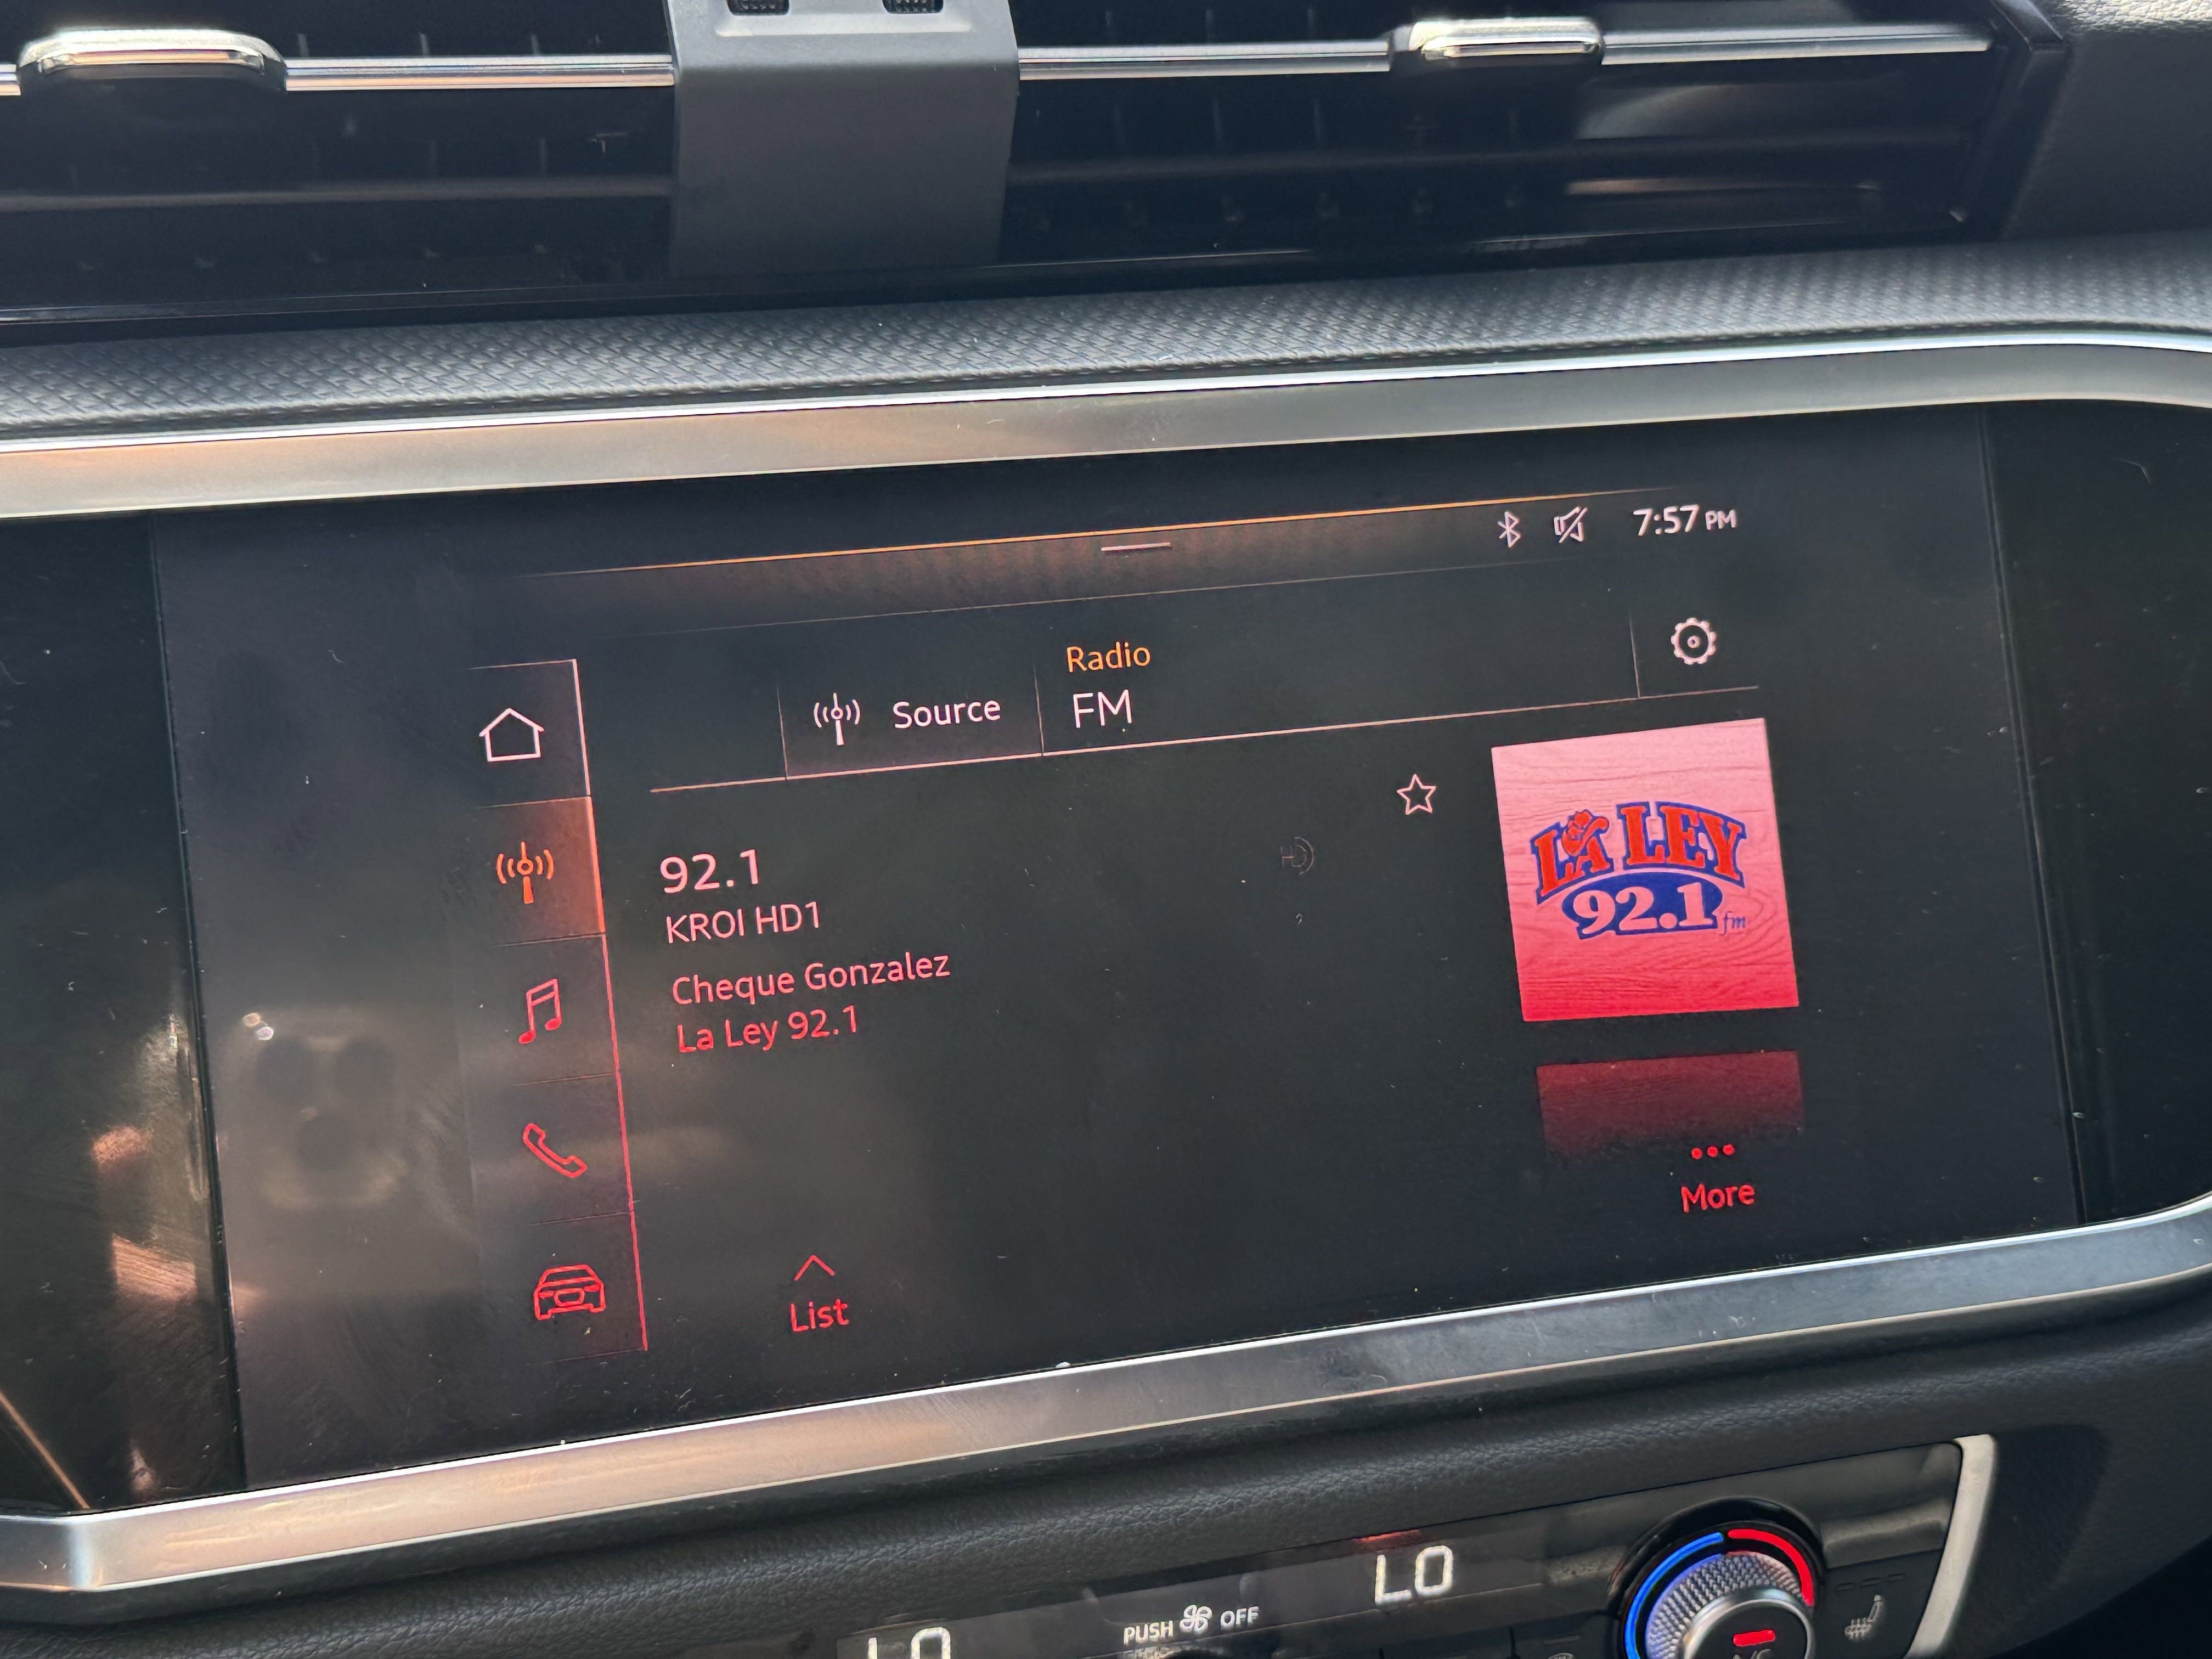 7:57 PM
Radio
Source
FM
92.1
KROI HD1
Cheque Gonzalez
La Ley 92.1
HD
LA LEY
92.1 fm
More
List
LO
PUSH OFF
LO